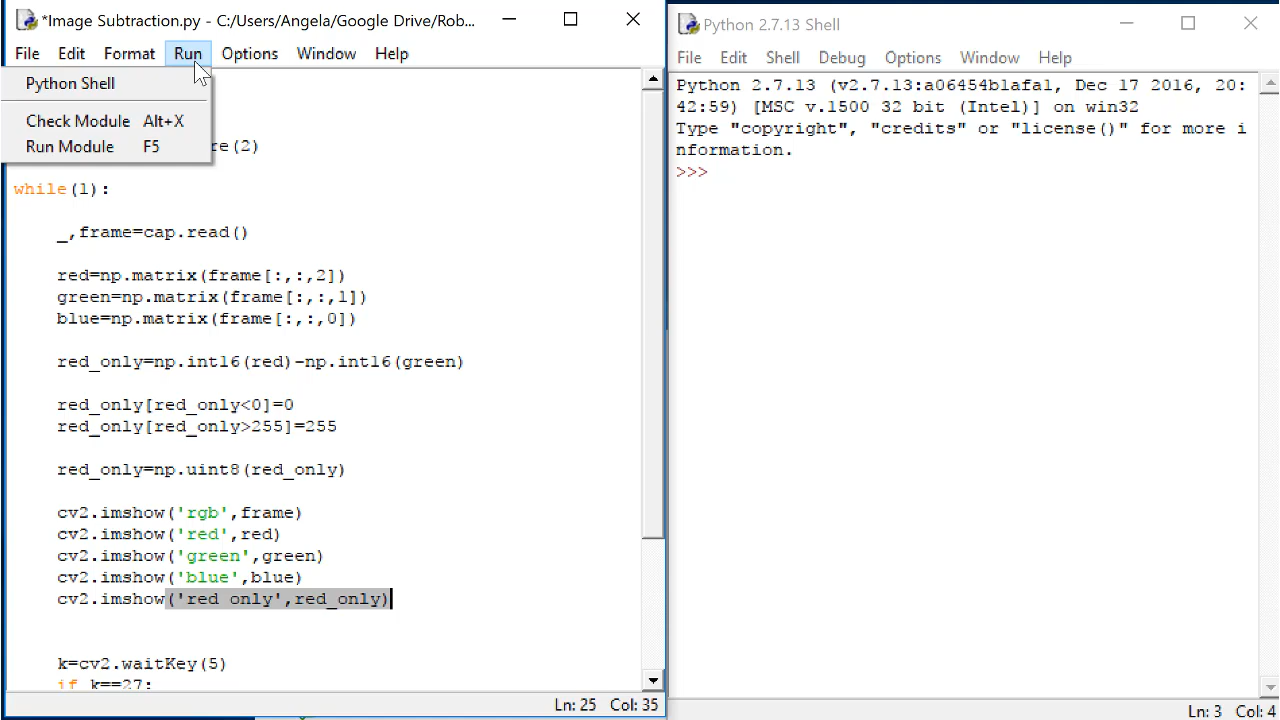 *Image Subtraction.py - C:/Users/Angela/Google Drive/Rob...
File Edit Format Run Options Window Help
Python Shell
Check Module Alt+X
Run Module F5
re(2)
while(1):
_,frame=cap.read()
red=np.matrix(frame[:,:,2])
green=np.matrix(frame[:,:,1])
blue=np.matrix(frame[:,:,0])
red_only=np.int16(red)-np.int16(green)
red_only[red_only<0]=0
red_only[red_only>255]=255
red_only=np.uint8(red_only)
cv2.imshow('rgb',frame)
cv2.imshow('red',red)
cv2.imshow('green',green)
cv2.imshow('blue',blue)
cv2.imshow('red only',red_only)
k=cv2.waitKey(5)
if k==27:
Ln: 25 Col: 35
Python 2.7.13 Shell
File Edit Shell Debug Options Window Help
Python 2.7.13 (v2.7.13:a06454b1afa1, Dec 17 2016, 20:
42:59) [MSC v.1500 32 bit (Intel)] on win32
Type "copyright", "credits" or "license()" for more i
nformation.
>>>
Ln: 3 Col: 4